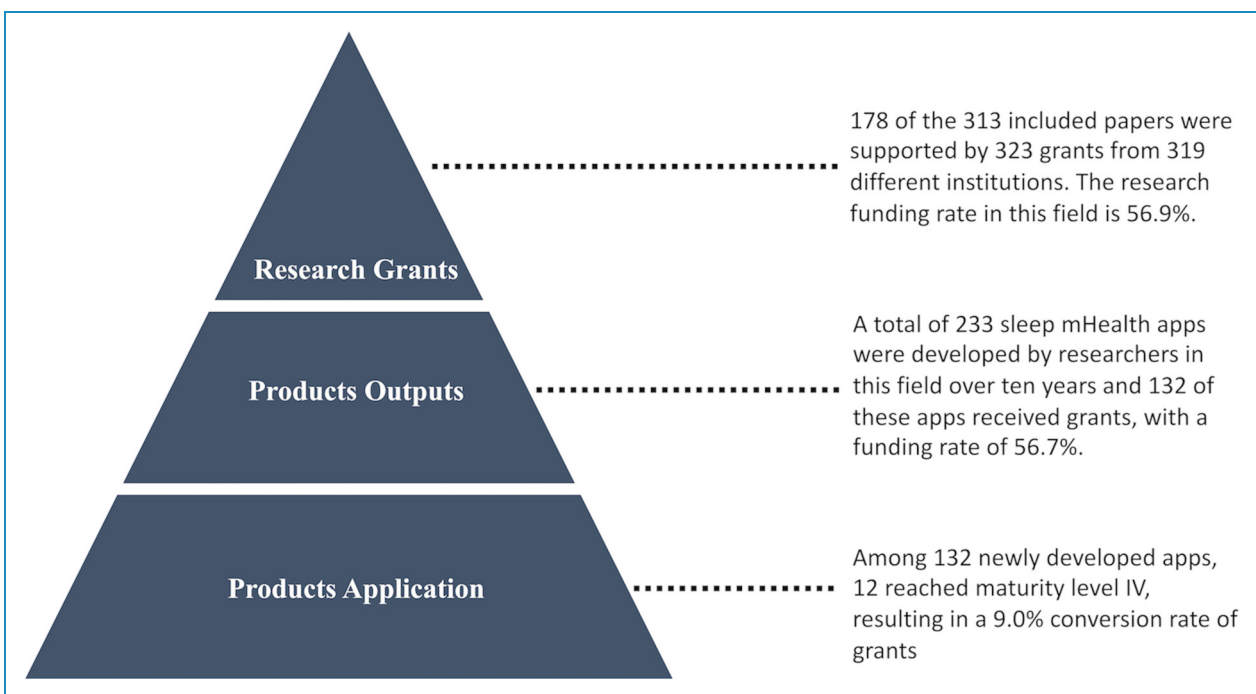 178 of the 313 included papers were
supported by 323 grants from 319
different institutions. The research
funding rate in this field is 56.9%.
Research Grants
A total of 233 sleep mHealth apps
were developed by researchers in
this field over ten years and 132 of
these apps received grants, with a
funding rate of 56.7%.
Products Outputs
Among 132 newly developed apps,
12 reached maturity level IV,
resulting in a 9.0% conversion rate of
grants
Products Application